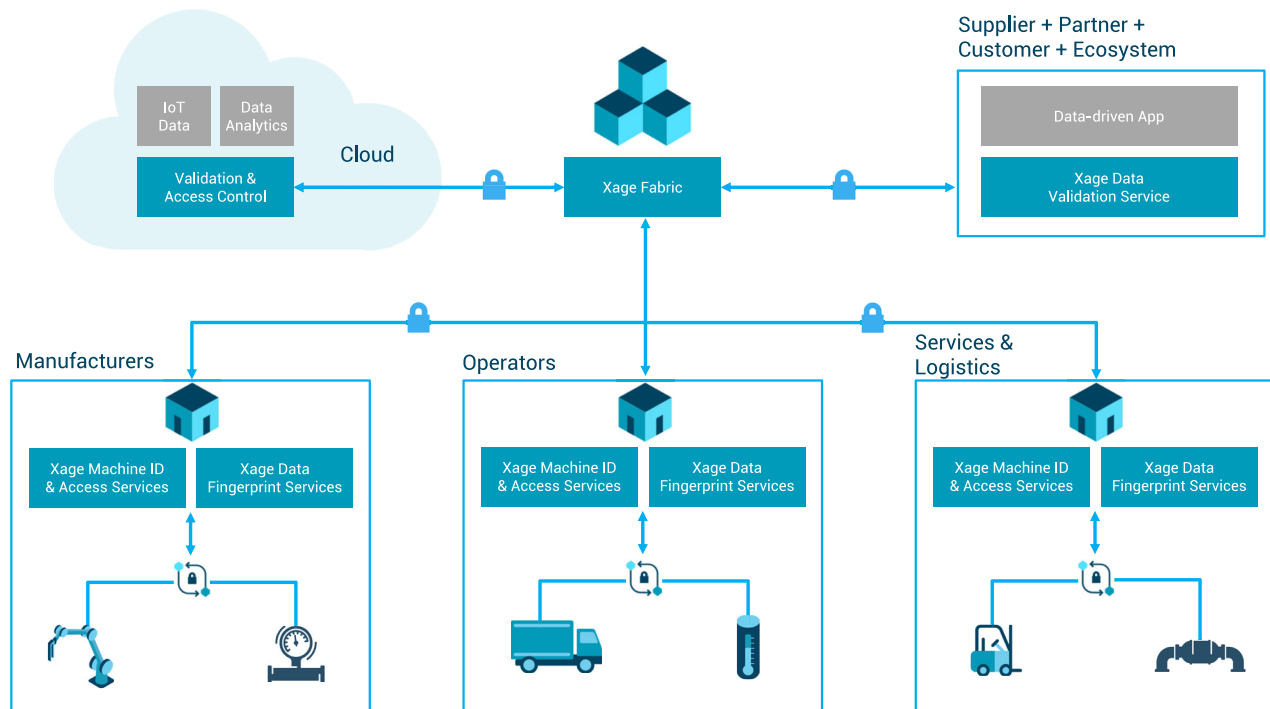 Supplier + Partner +
Customer + Ecosystem
IoT
Data
Data
Analytics
Cloud
Validation &
Access Control
Xage Fabric
Data-driven App
Xage Data
Validation Service
Manufacturers
Xage Machine ID
& Access Services
Xage Data
Fingerprint Services
Operators
Xage Machine ID
& Access Services
Xage Data
Fingerprint Services
Services &
Logistics
Xage Machine ID
& Access Services
Xage Data
Fingerprint Services